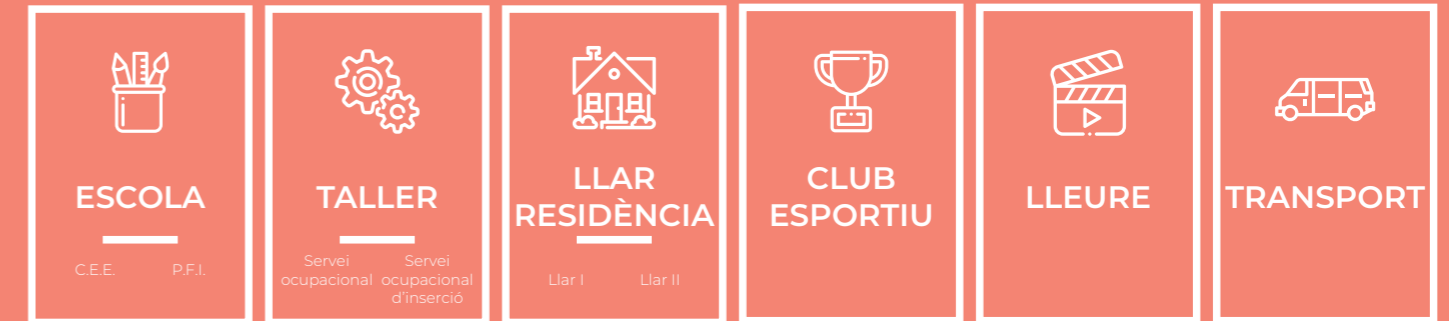 ESCOLA
C.E.E.
P.F.I.
TALLER
Servei
ocupacional
Servei
ocupacional
d'inserció
LLAR
RESIDÈNCIA
Llar I
Llar II
CLUB
ESPORTIU
LLEURE
TRANSPORT